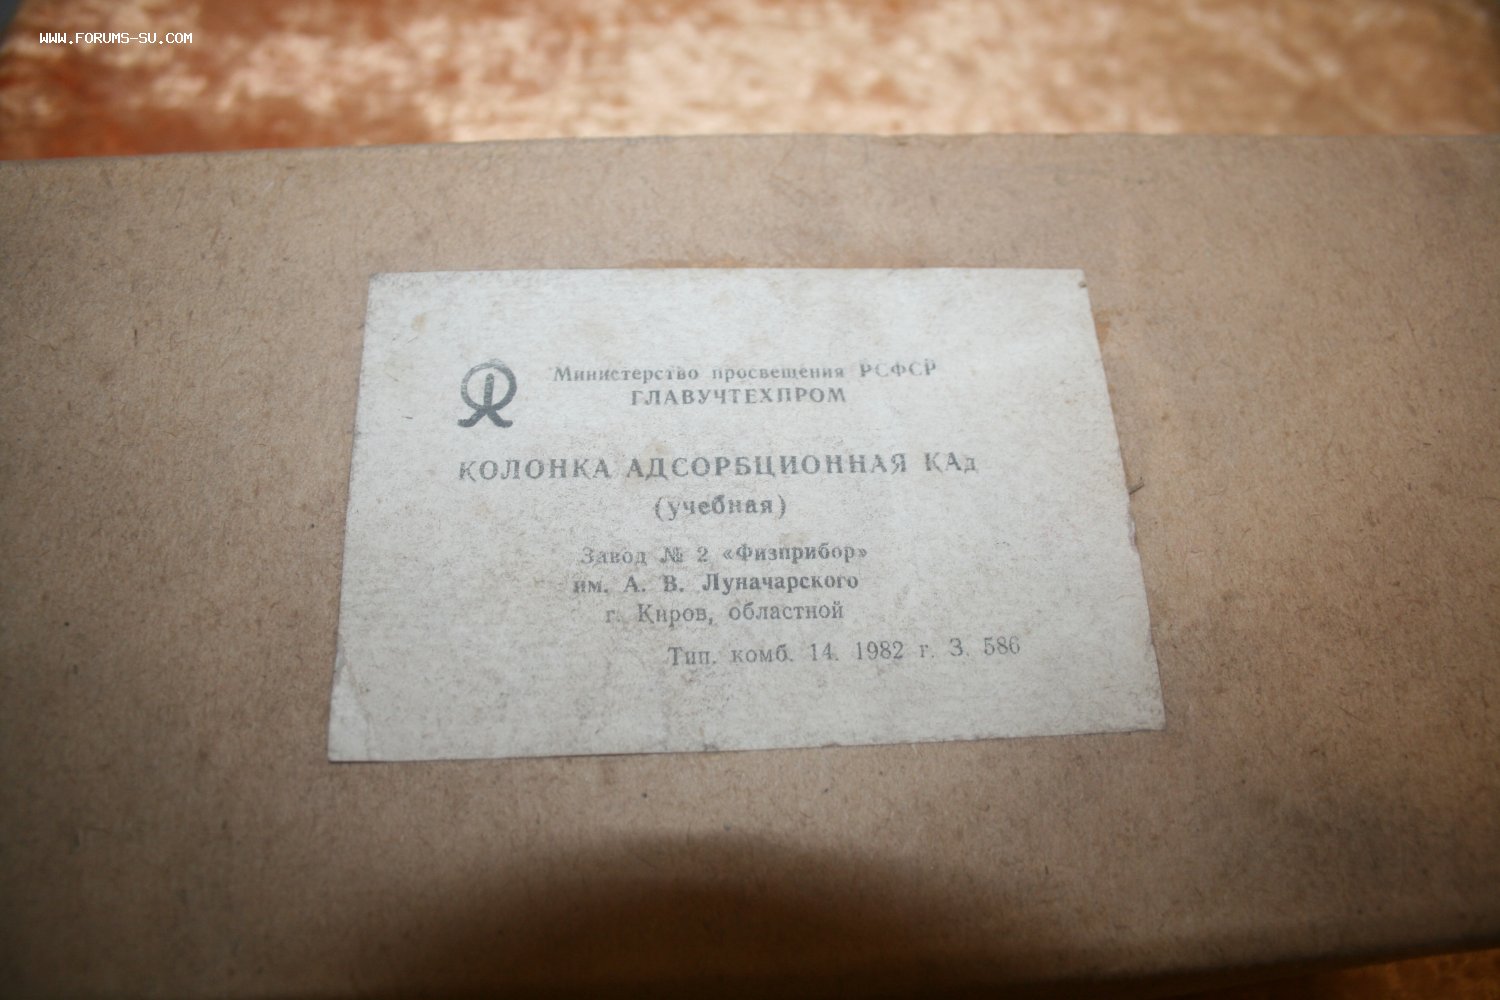 WWW.FORUMS-SU.COM
Министерство просвещения РСФСР
ГЛАВУЧТЕХПРОМ
КОЛОНКА АДСОРБЦИОННАЯ КАд
(учебная)
Завод № 2 «Физприбор»
им. А. В. Луначарского
г. Киров, областной
Тип. комб. 14. 1982 г. З. 586